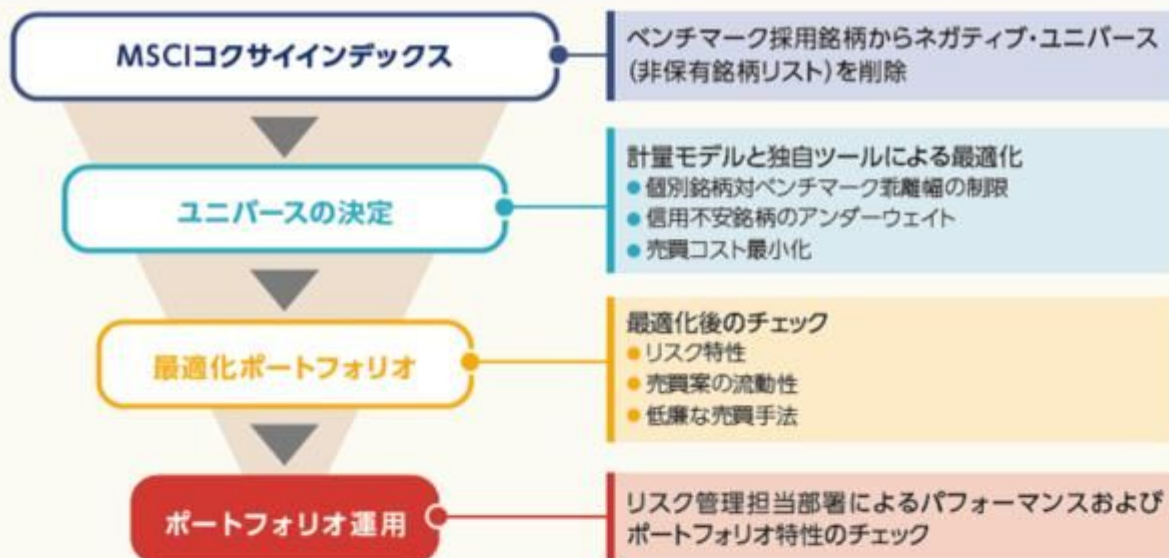 MSCIコクサイインデックス
ベンチマーク採用銘柄からネガティブ・ユニバース
(非保有銘柄リスト)を削除
ユニバースの決定
計量モデルと独自ツールによる最適化
● 個別銘柄対ベンチマーク乖離幅の制限
● 信用不安銘柄のアンダーウェイト
● 売買コスト最小化
最適化ポートフォリオ
最適化後のチェック
● リスク特性
● 売買案の流動性
● 低廉な売買手法
ポートフォリオ運用
リスク管理担当部署によるパフォーマンスおよび
ポートフォリオ特性のチェック